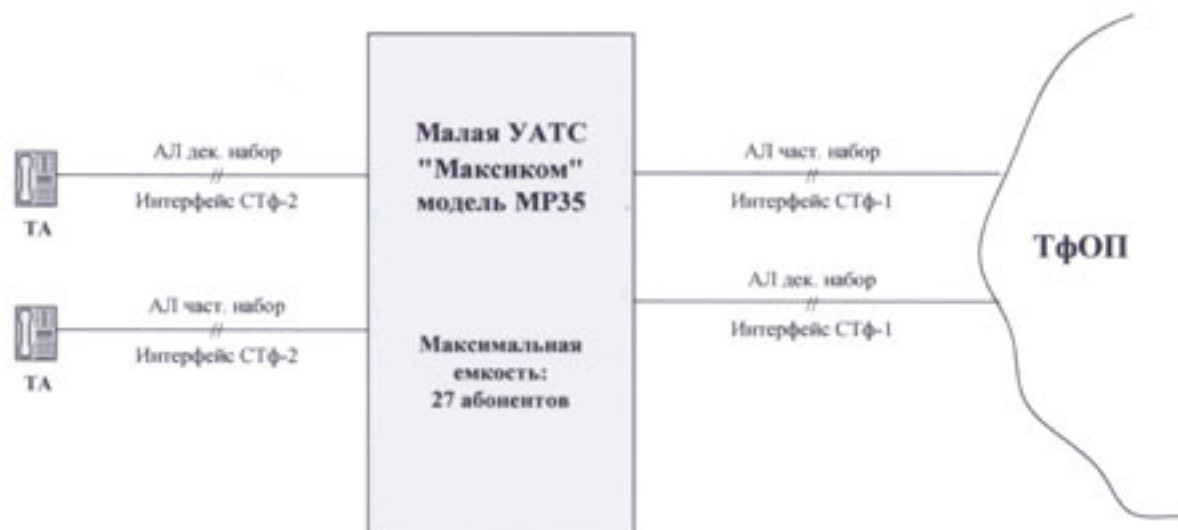 АЛ дек. набор
//
Интерфейс СТф-2
ТА
АЛ част. набор
//
Интерфейс СТф-2
ТА
Малая УАТС
"Максиком"
модель МР35
Максимальная
емкость:
27 абонентов
АЛ част. набор
//
Интерфейс СТф-1
АЛ дек. набор
//
Интерфейс СТф-1
ТфОП